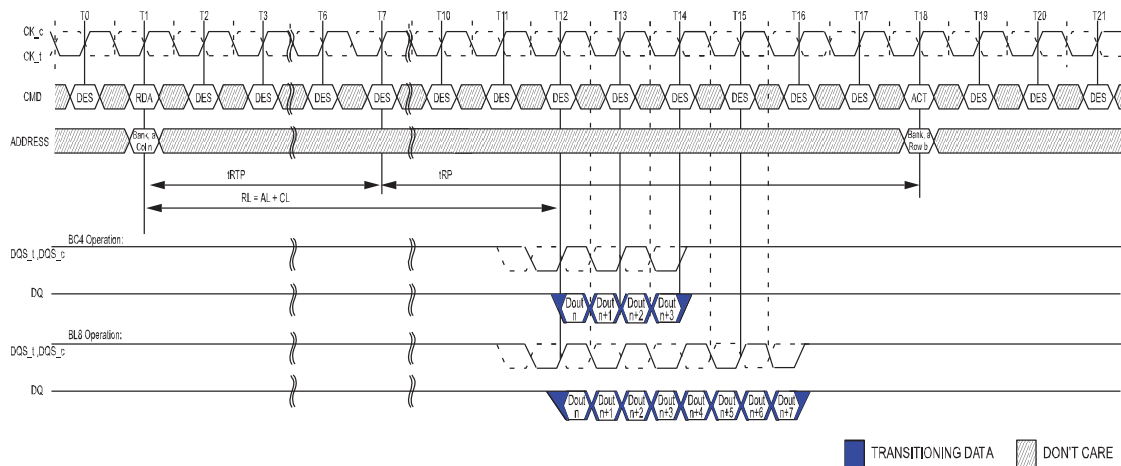 T0 T1 T2 T3 T6 T7 T10 T11 T12 T13 T14 T15 T16 T17 T18 T19 T20 T21
CK_c
CK_t
CMD DES RDA DES DES DES DES DES DES DES DES DES DES DES DES ACT DES DES DES
ADDRESS Bank, a Col n Bank, a Row b
tRTP tRP
RL = AL + CL
BC4 Operation:
DQS_t ,DQS_c
DQ Dout n Dout n+1 Dout n+2 Dout n+3
BL8 Operation:
DQS_t ,DQS_c
DQ Dout n Dout n+1 Dout n+2 Dout n+3 Dout n+4 Dout n+5 Dout n+6 Dout n+7
TRANSITIONING DATA DON'T CARE